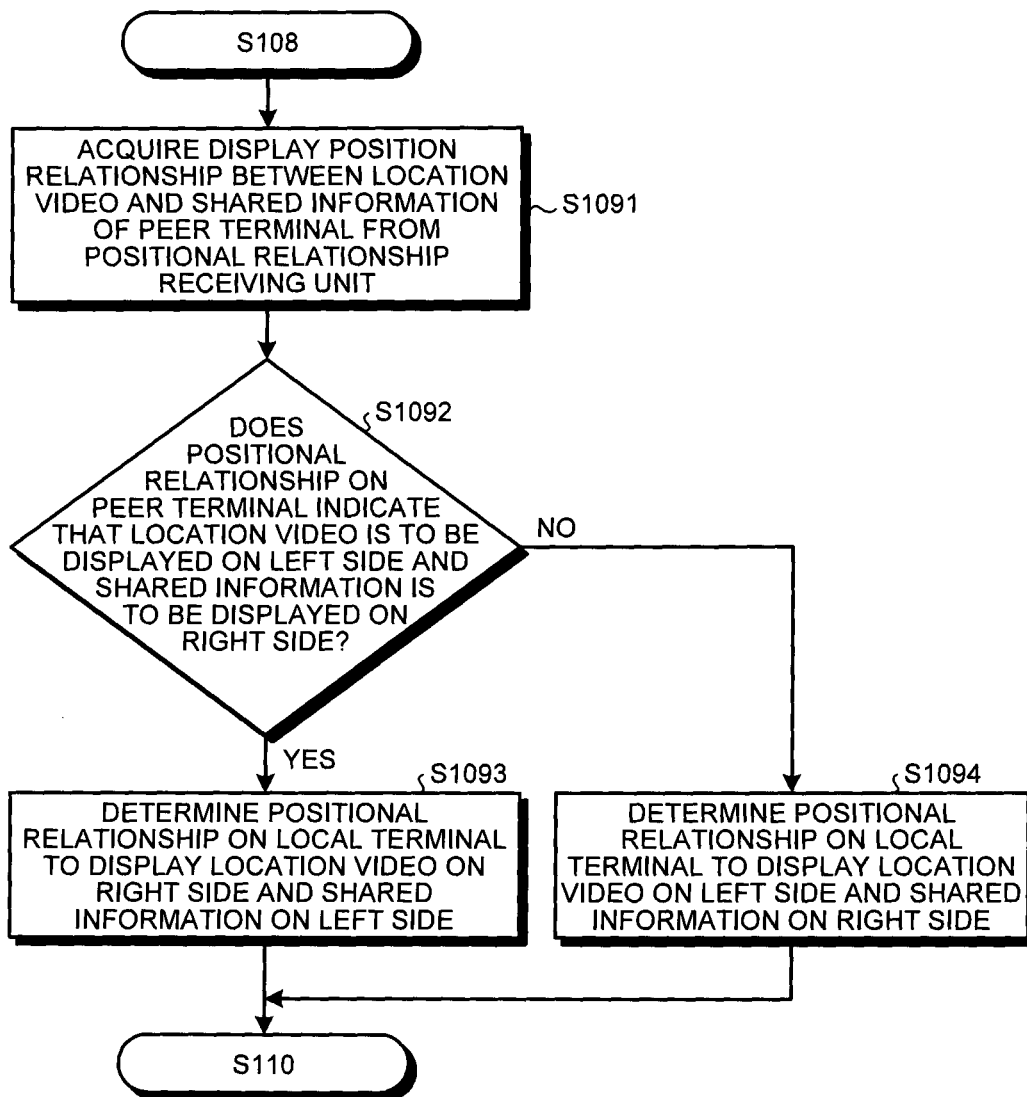 S108
ACQUIRE DISPLAY POSITION
RELATIONSHIP BETWEEN LOCATION
VIDEO AND SHARED INFORMATION
OF PEER TERMINAL FROM
POSITIONAL RELATIONSHIP
RECEIVING UNIT
S1091
S1092
DOES
POSITIONAL
RELATIONSHIP ON
PEER TERMINAL INDICATE
THAT LOCATION VIDEO IS TO BE
DISPLAYED ON LEFT SIDE AND
SHARED INFORMATION IS
TO BE DISPLAYED ON
RIGHT SIDE?
NO
YES
S1093
DETERMINE POSITIONAL
RELATIONSHIP ON LOCAL TERMINAL
TO DISPLAY LOCATION VIDEO ON
RIGHT SIDE AND SHARED
INFORMATION ON LEFT SIDE
S1094
DETERMINE POSITIONAL
RELATIONSHIP ON LOCAL
TERMINAL TO DISPLAY LOCATION
VIDEO ON LEFT SIDE AND SHARED
INFORMATION ON RIGHT SIDE
S110